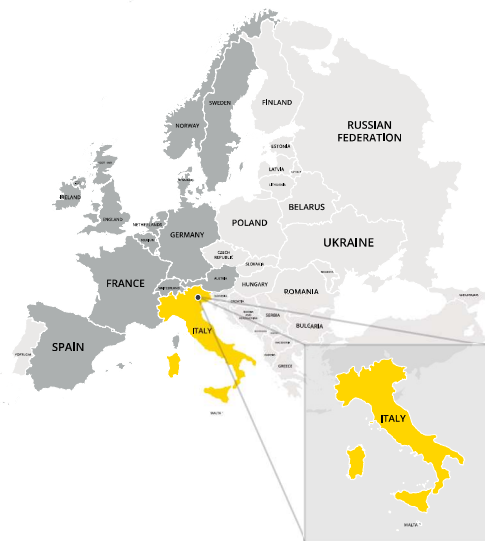 SWEDEN
FINLAND
NORWAY
RUSSIAN
FEDERATION
ESTONIA
LATVIA
LITHUANIA
IRELAND
ENGLAND
NETHERLANDS
BELARUS
POLAND
GERMANY
UKRAINE
CZECH
REPUBLIC
SLOVAKIA
AUSTRIA
FRANCE
SWITZERLAND
HUNGARY
ROMANIA
CROATIA
SERBIA
BULGARIA
ITALY
SPAIN
PORTUGAL
GREECE
MALTA
ITALY
MALTA